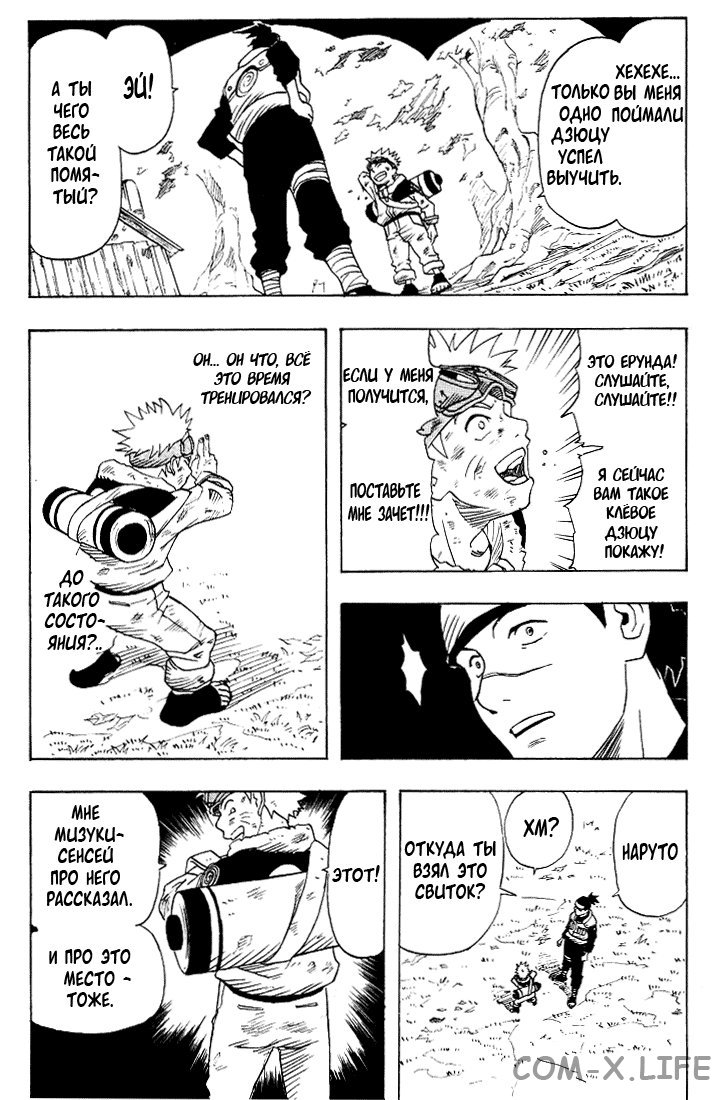 ХЕХЕХЕ...
ТОЛЬКО ВЫ МЕНЯ
ОДНО ПОЙМАЛИ
ДЗЮЦУ
УСПЕЛ
ВЫУЧИТЬ.
ЭЙ!
А ТЫ
ЧЕГО
ВЕСЬ
ТАКОЙ
ПОМЯ-
ТЫЙ?
ЭТО ЕРУНДА!
СЛУШАЙТЕ,
СЛУШАЙТЕ!!
Я СЕЙЧАС
ВАМ ТАКОЕ
КЛЁВОЕ
ДЗЮЦУ
ПОКАЖУ!
ЕСЛИ У МЕНЯ
ПОЛУЧИТСЯ,
ПОСТАВЬТЕ
МНЕ ЗАЧЕТ!!!
ОН... ОН ЧТО, ВСЁ
ЭТО ВРЕМЯ
ТРЕНИРОВАЛСЯ?
ДО
ТАКОГО
СОСТО-
ЯНИЯ?..
НАРУТО
ХМ?
ОТКУДА ТЫ
ВЗЯЛ ЭТО
СВИТОК?
ЭТОТ!
МНЕ
МИЗУКИ-
СЕНСЕЙ
ПРО НЕГО
РАССКАЗАЛ.
И ПРО ЭТО
МЕСТО -
ТОЖЕ.
COM-X.LIFE